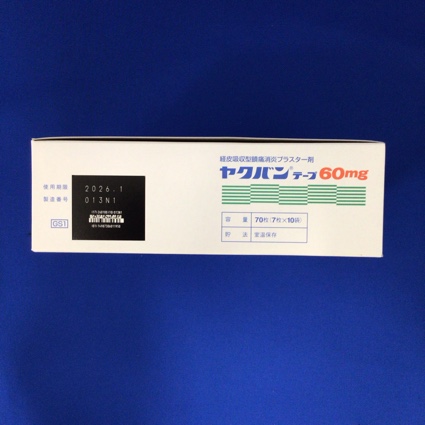 経皮吸収型鎮痛消炎プラスター剤
ヤクバン®テープ60mg
使用期限 2026.1
製造番号 013N1
GS1
容量 70枚(7枚×10袋)
貯法 室温保存